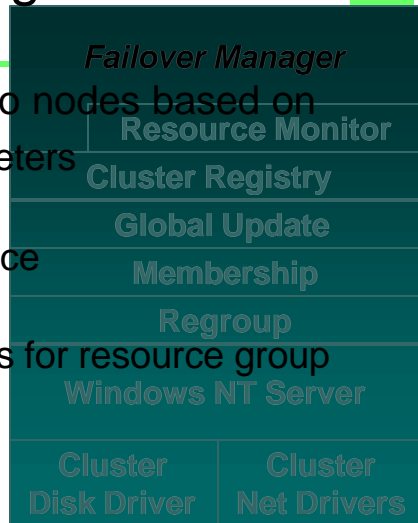 g
Failover Manager
o nodes based on
Resource Monitor
eters
Cluster Registry
Global Update
ce
Membership
Regroup
s for resource group
Windows NT Server
Cluster Disk Driver
Cluster Net Drivers